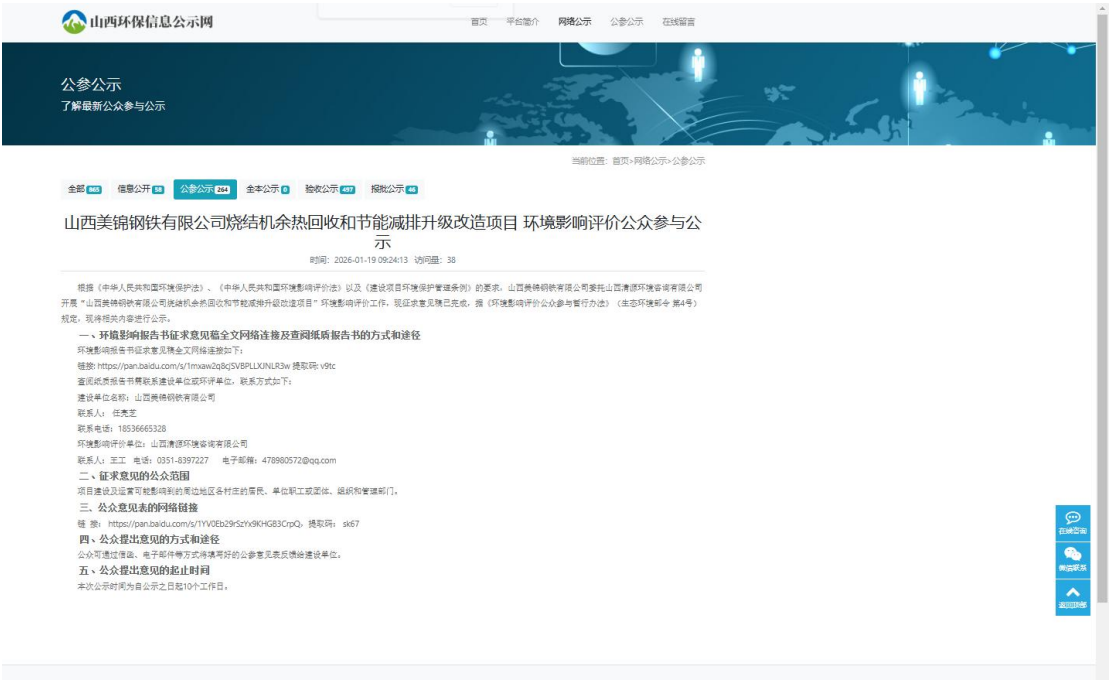 山西环保信息公示网
首页 平台简介 网络公示 公参公示 在线留言
公参公示
了解最新公众参与公示
当前位置：首页>网络公示>公参公示
全部 865 信息公开 58 公参公示 264 全本公示 0 验收公示 497 报批公示 46
山西美锦钢铁有限公司烧结机余热回收和节能减排升级改造项目 环境影响评价公众参与公
示
时间：2026-01-19 09:24:13 访问量：38
根据《中华人民共和国环境保护法》、《中华人民共和国环境影响评价法》以及《建设项目环境保护管理条例》的要求，山西美锦钢铁有限公司委托山西清源环境咨询有限公司
开展“山西美锦钢铁有限公司烧结机余热回收和节能减排升级改造项目”环境影响评价工作，现征求意见稿已完成，据《环境影响评价公众参与暂行办法》（生态环境部令 第4号）
规定，现将相关内容进行公示。
一、环境影响报告书征求意见稿全文网络连接及查阅纸质报告书的方式和途径
环境影响报告书征求意见稿全文网络连接如下：
链接: https://pan.baidu.com/s/1mxaw2q8cjSVBPLLXJNLR3w 提取码: v9tc
查阅纸质报告书需联系建设单位或环评单位，联系方式如下：
建设单位名称：山西美锦钢铁有限公司
联系人： 任亮芝
联系电话：18536665328
环境影响评价单位：山西清源环境咨询有限公司
联系人：王工 电话：0351-8397227 电子邮箱：478980572@qq.com
二、征求意见的公众范围
项目建设及运营可能影响到的周边地区各村庄的居民、单位职工或团体、组织和管理部门。
三、公众意见表的网络链接
链 接： https://pan.baidu.com/s/1YV0Eb29rSzYx9KHGB3CrpQ，提取码： sk67
四、公众提出意见的方式和途径
公众可通过信函、电子邮件等方式将填写好的公参意见表反馈给建设单位。
五、公众提出意见的起止时间
本次公示时间为自公示之日起10个工作日。
在线咨询
微信联系
返回顶部